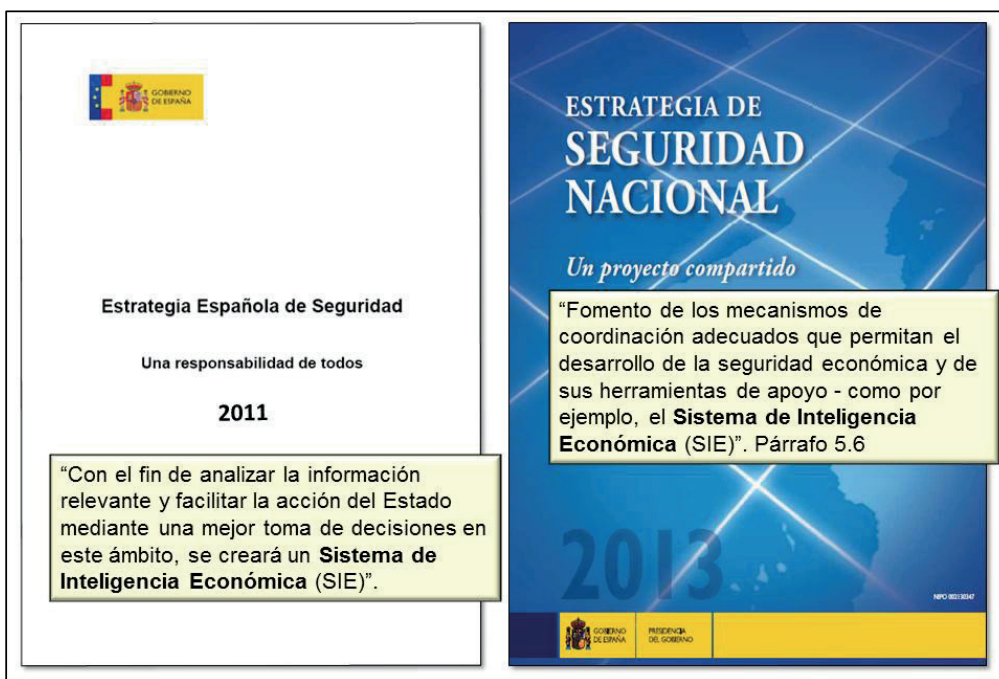 GOBIERNO
DE ESPAÑA
Estrategia Española de Seguridad
Una responsabilidad de todos
2011
“Con el fin de analizar la información
relevante y facilitar la acción del Estado
mediante una mejor toma de decisiones en
este ámbito, se creará un Sistema de
Inteligencia Económica (SIE)”.
ESTRATEGIA DE
SEGURIDAD
NACIONAL
Un proyecto compartido
“Fomento de los mecanismos de
coordinación adecuados que permitan el
desarrollo de la seguridad económica y de
sus herramientas de apoyo - como por
ejemplo, el Sistema de Inteligencia
Económica (SIE)”. Párrafo 5.6
2013
NIPO 002130347
GOBIERNO
DE ESPAÑA
PRESIDENCIA
DEL GOBIERNO